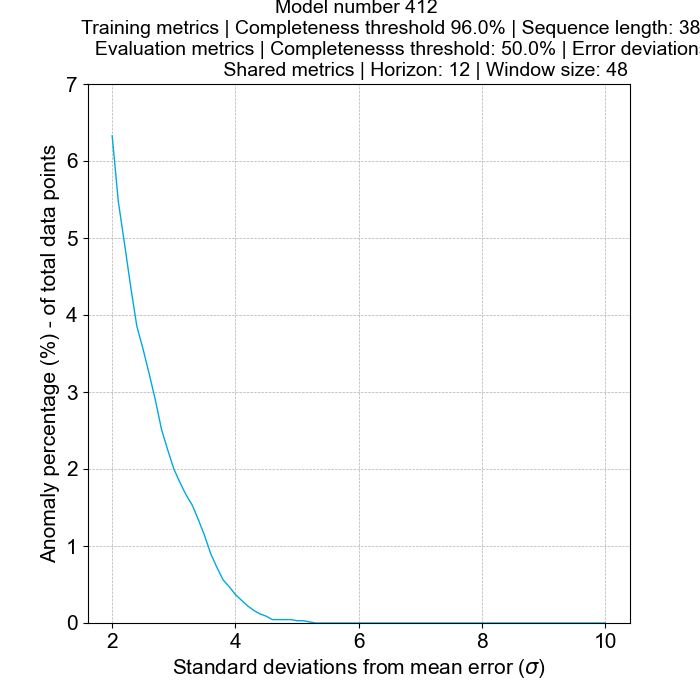 Model number 412
Training metrics | Completeness threshold 96.0% | Sequence length: 38
Evaluation metrics | Completenesss threshold: 50.0% | Error deviation
Shared metrics | Horizon: 12 | Window size: 48
7
6
5
4
3
2
1
0
Anomaly percentage (%) - of total data points
2 4 6 8 10
Standard deviations from mean error (σ)